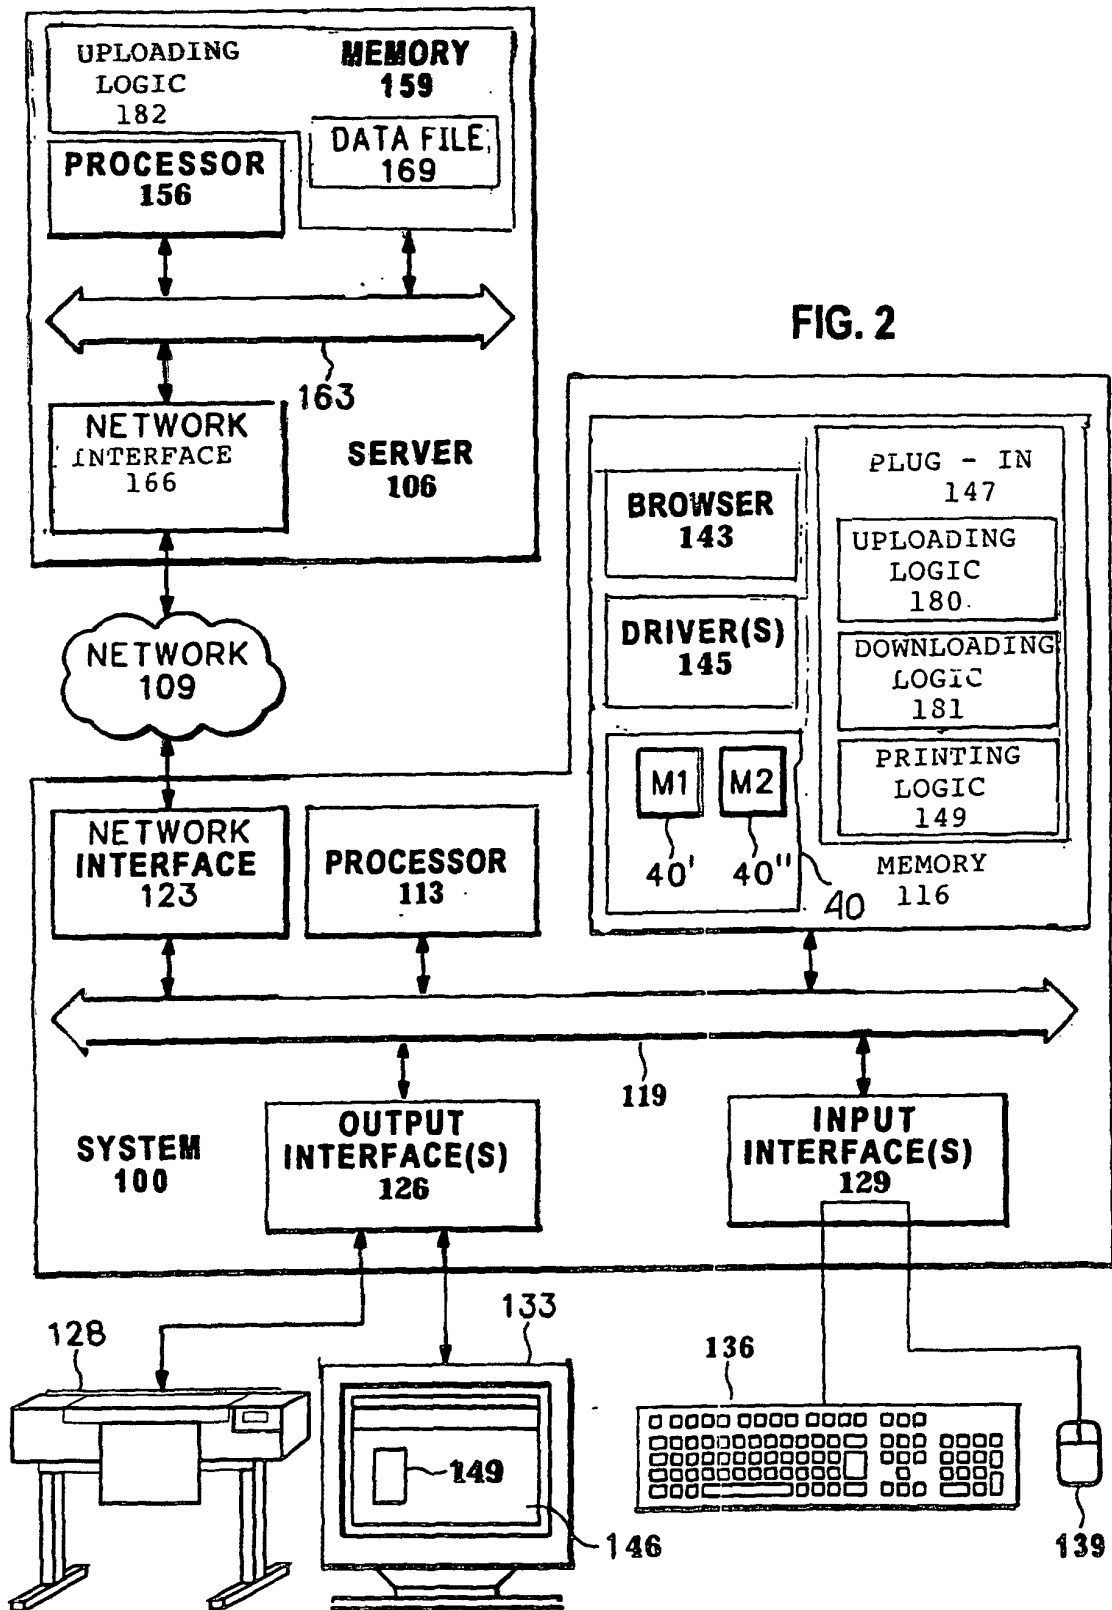 UPLOADING
LOGIC
182
MEMORY
159
DATA FILE
169
PROCESSOR
156
163
FIG. 2
NETWORK
INTERFACE
166
SERVER
106
BROWSER
143
PLUG - IN
147
UPLOADING
LOGIC
180
DRIVER(S)
145
DOWNLOADING
LOGIC
181
NETWORK
109
M1
M2
40'
40"
40
PRINTING
LOGIC
149
MEMORY
116
NETWORK
INTERFACE
123
PROCESSOR
113
119
SYSTEM
100
OUTPUT
INTERFACE(S)
126
INPUT
INTERFACE(S)
129
128
133
136
149
146
139